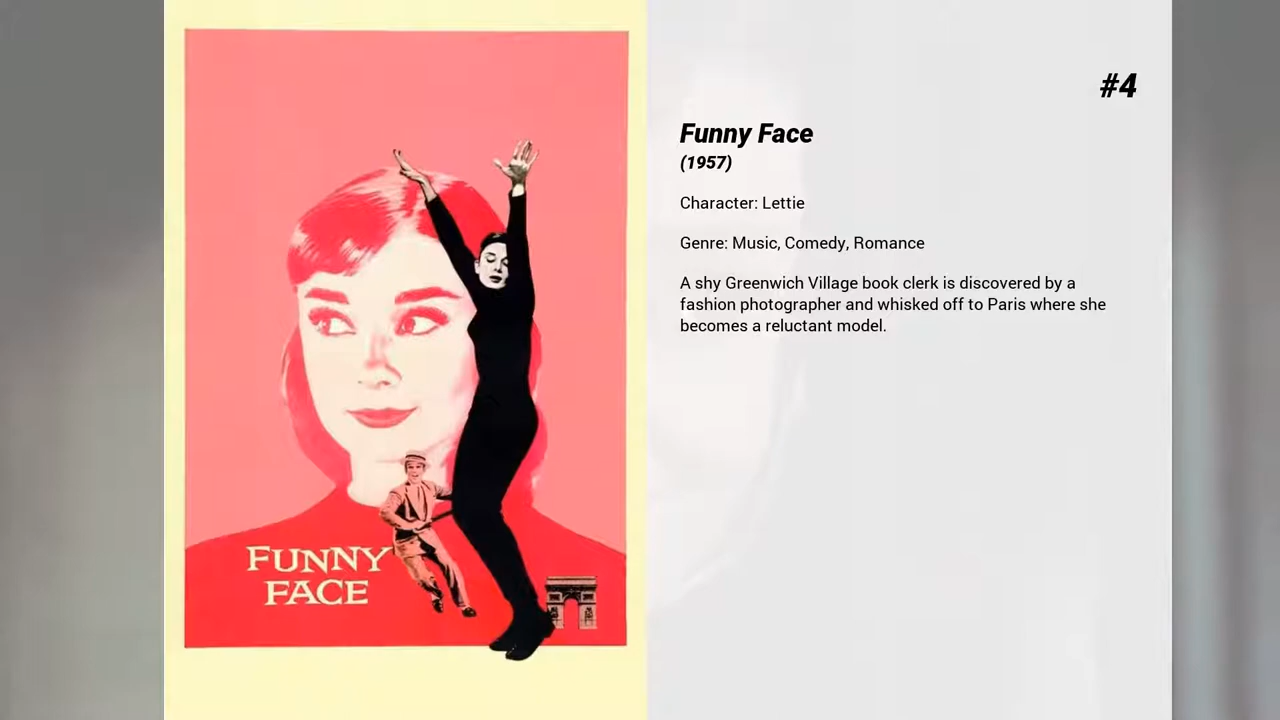 FUNNY
FACE
#4
Funny Face
(1957)
Character: Lettie
Genre: Music, Comedy, Romance
A shy Greenwich Village book clerk is discovered by a
fashion photographer and whisked off to Paris where she
becomes a reluctant model.